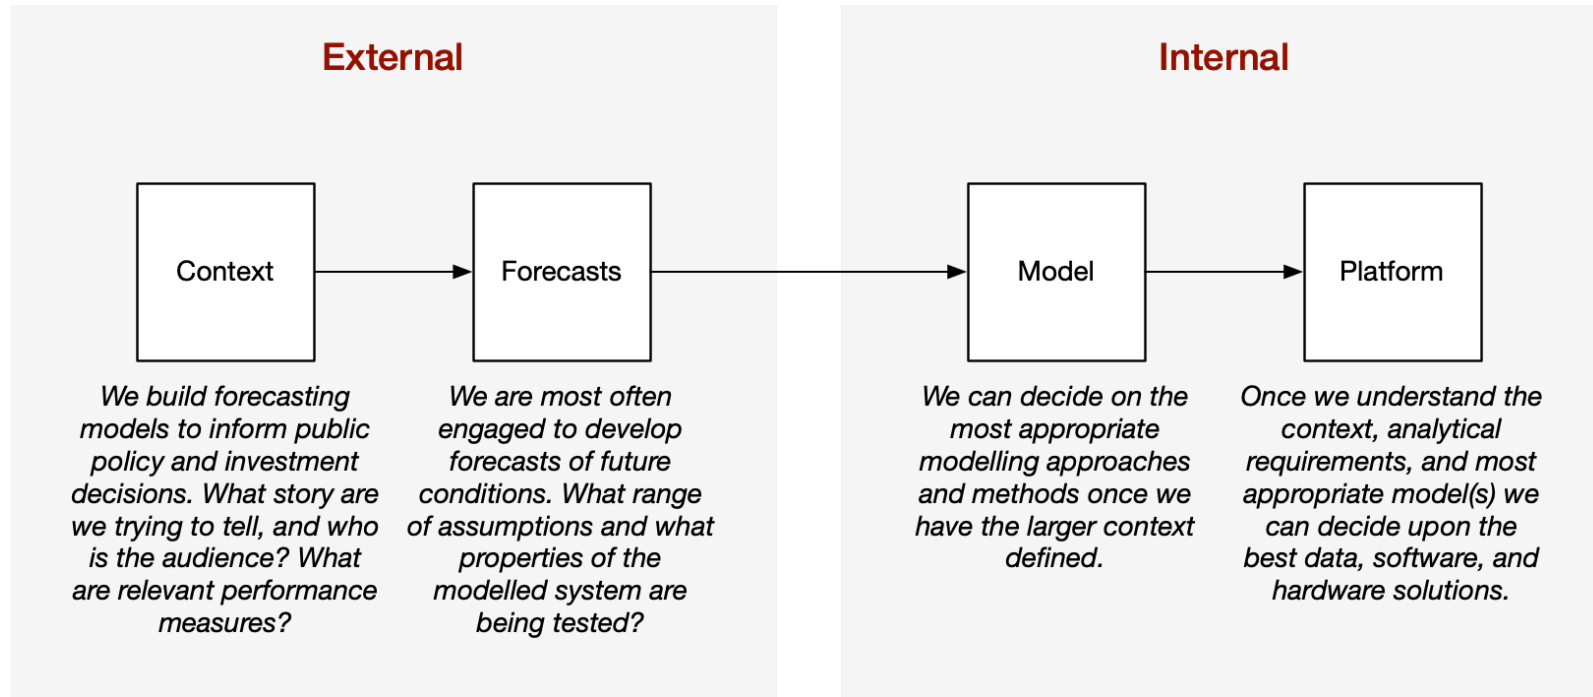 External
Internal
Context
Forecasts
Model
Platform
We build forecasting
models to inform public
policy and investment
decisions. What story are
we trying to tell, and who
is the audience? What
are relevant performance
measures?
We are most often
engaged to develop
forecasts of future
conditions. What range
of assumptions and what
properties of the
modelled system are
being tested?
We can decide on the
most appropriate
modelling approaches
and methods once we
have the larger context
defined.
Once we understand the
context, analytical
requirements, and most
appropriate model(s) we
can decide upon the
best data, software, and
hardware solutions.